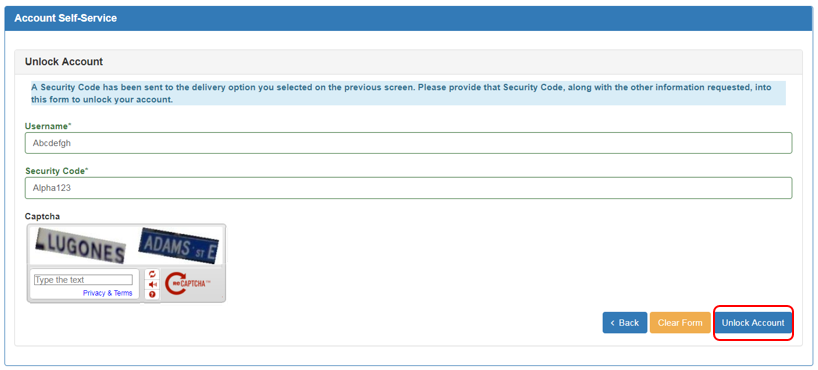 Account Self-Service
Unlock Account
A Security Code has been sent to the delivery option you selected on the previous screen. Please provide that Security Code, along with the other information requested, into
this form to unlock your account.
Username*
Abcdefgh
Security Code*
Alpha123
Captcha
LUGONES ADAMS ST E
Type the text
Privacy & Terms
RECAPTCHA™
< Back Clear Form Unlock Account